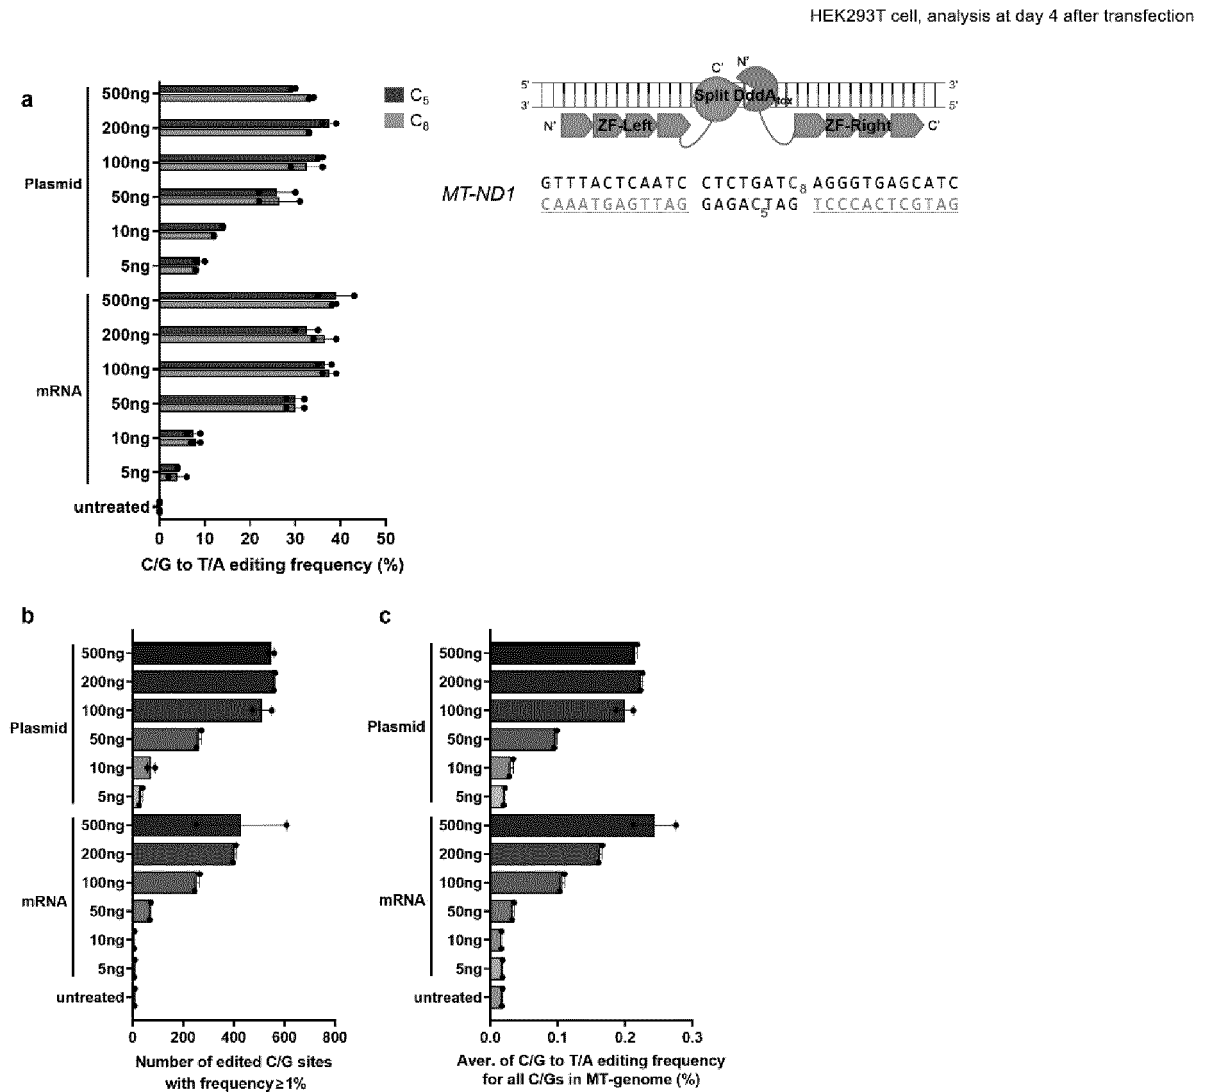 HEK293T cell, analysis at day 4 after transfection
a
Plasmid
500ng
200ng
100ng
50ng
10ng
5ng
mRNA
500ng
200ng
100ng
50ng
10ng
5ng
untreated
0 10 20 30 40 50
C/G to T/A editing frequency (%)
C5
C8
C' N'
5' 3'
3' 5'
Split DddAtox
N' ZF-Left ZF-Right C'
MT-ND1
GTTTACTCAATC CTCTGATC8 AGGGTGAGCATC
CAAATGAGTTAG GAGAC5TAG TCCCACTCGTAG
b
Plasmid
500ng
200ng
100ng
50ng
10ng
5ng
mRNA
500ng
200ng
100ng
50ng
10ng
5ng
untreated
0 200 400 600 800
Number of edited C/G sites
with frequency≥1%
c
Plasmid
500ng
200ng
100ng
50ng
10ng
5ng
mRNA
500ng
200ng
100ng
50ng
10ng
5ng
untreated
0.0 0.1 0.2 0.3
Aver. of C/G to T/A editing frequency
for all C/Gs in MT-genome (%)